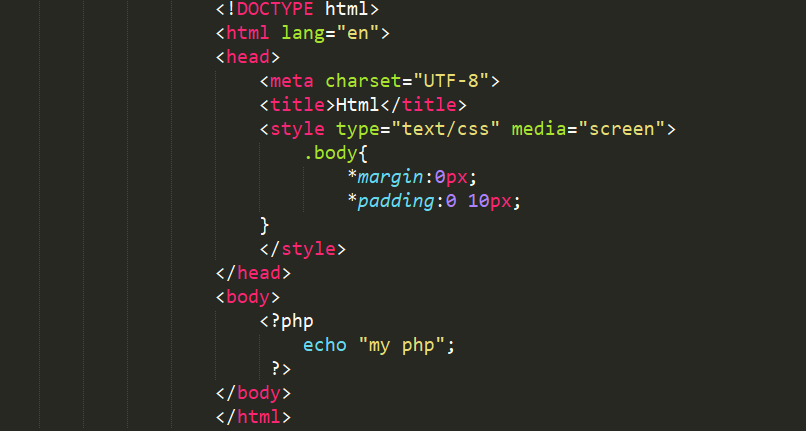 <!DOCTYPE html>
<html lang="en">
<head>
    <meta charset="UTF-8">
    <title>Html</title>
    <style type="text/css" media="screen">
        .body{
            *margin:0px;
            *padding:0 10px;
    }
    </style>
</head>
<body>
    <?php
        echo "my php";
     ?>
</body>
</html>